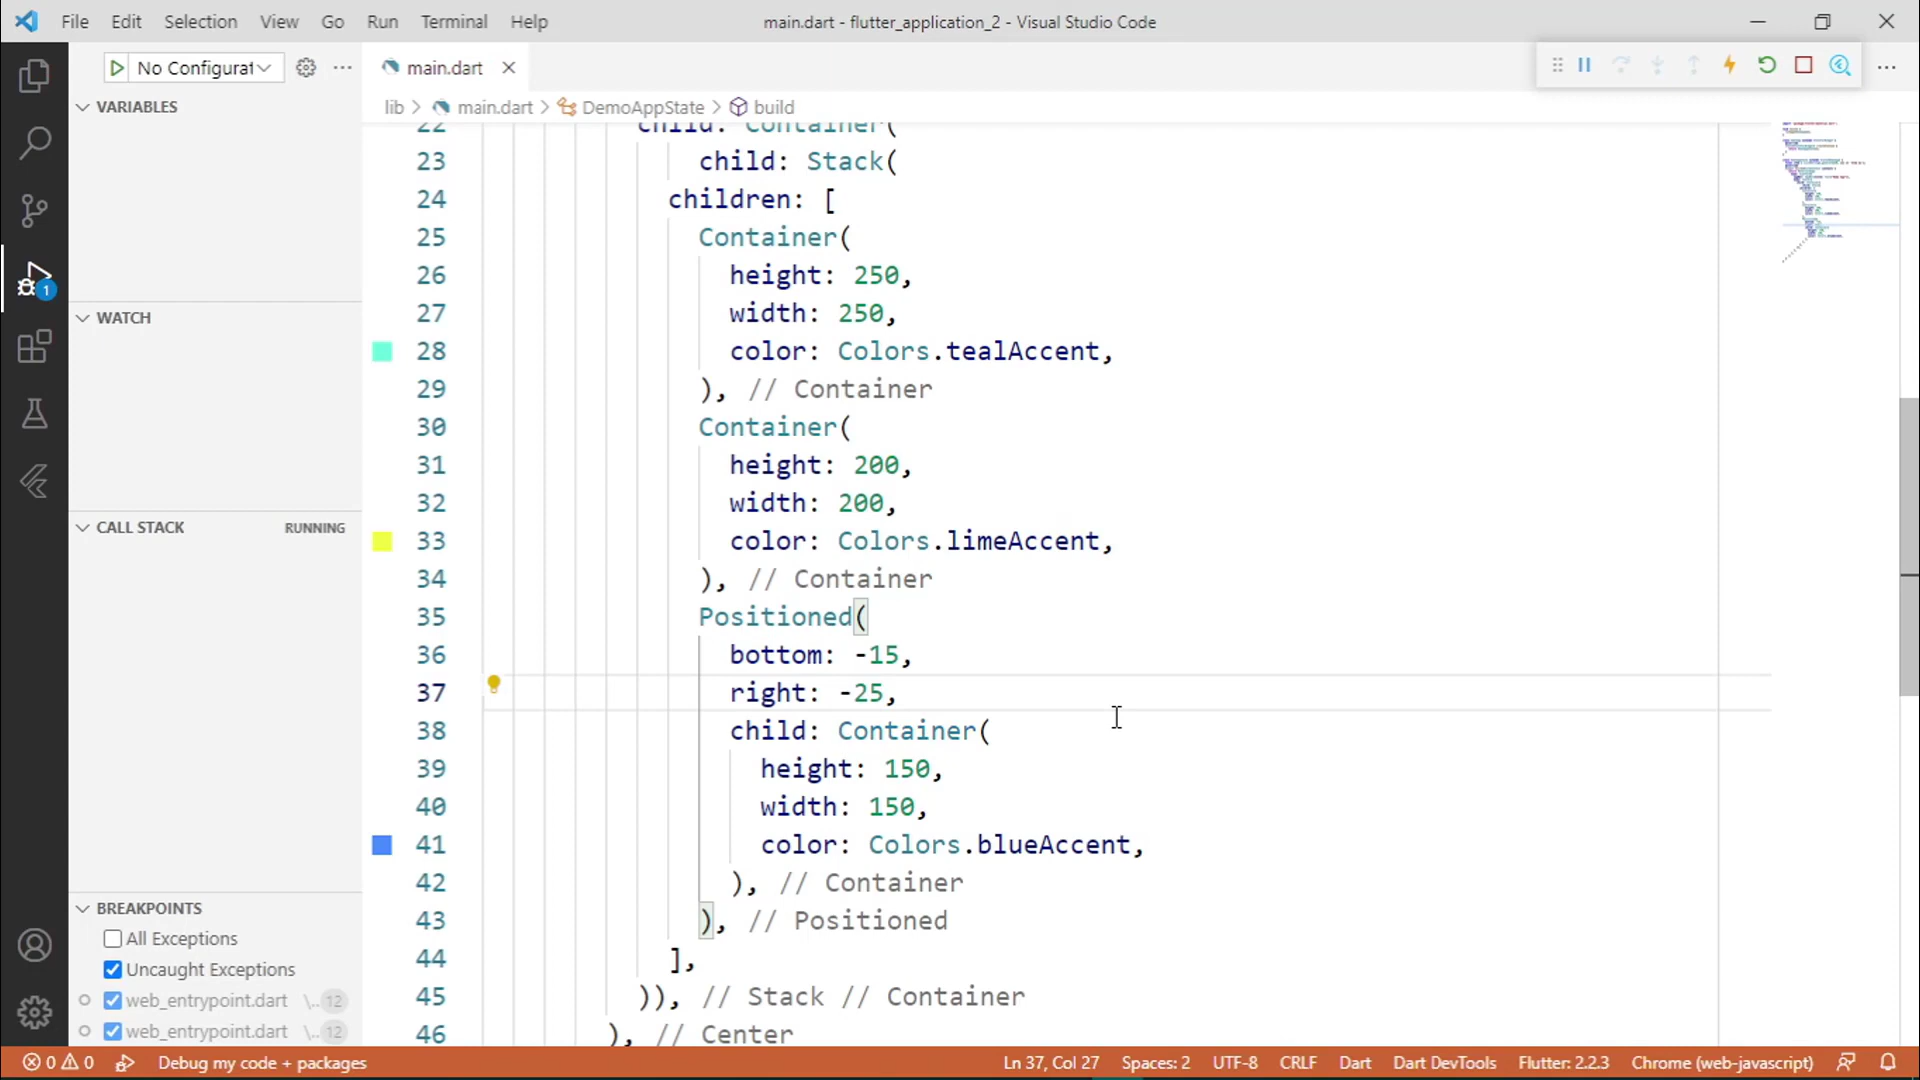 File Edit Selection View Go Run Terminal Help
main.dart - flutter_application_2 - Visual Studio Code
No Configurat
main.dart
VARIABLES
WATCH
CALL STACK RUNNING
BREAKPOINTS
All Exceptions
Uncaught Exceptions
web_entrypoint.dart \.. 12
web_entrypoint.dart \.. 12
1
lib > main.dart > DemoAppState > build
22 child: Container(
23 child: Stack(
24 children: [
25 Container(
26 height: 250,
27 width: 250,
28 color: Colors.tealAccent,
29 ), // Container
30 Container(
31 height: 200,
32 width: 200,
33 color: Colors.limeAccent,
34 ), // Container
35 Positioned(
36 bottom: -15,
37 right: -25,
38 child: Container(
39 height: 150,
40 width: 150,
41 color: Colors.blueAccent,
42 ), // Container
43 ), // Positioned
44 ],
45 )), // Stack // Container
46 ), // Center
0 0 Debug my code + packages
Ln 37, Col 27 Spaces: 2 UTF-8 CRLF Dart Dart DevTools Flutter: 2.2.3 Chrome (web-javascript)